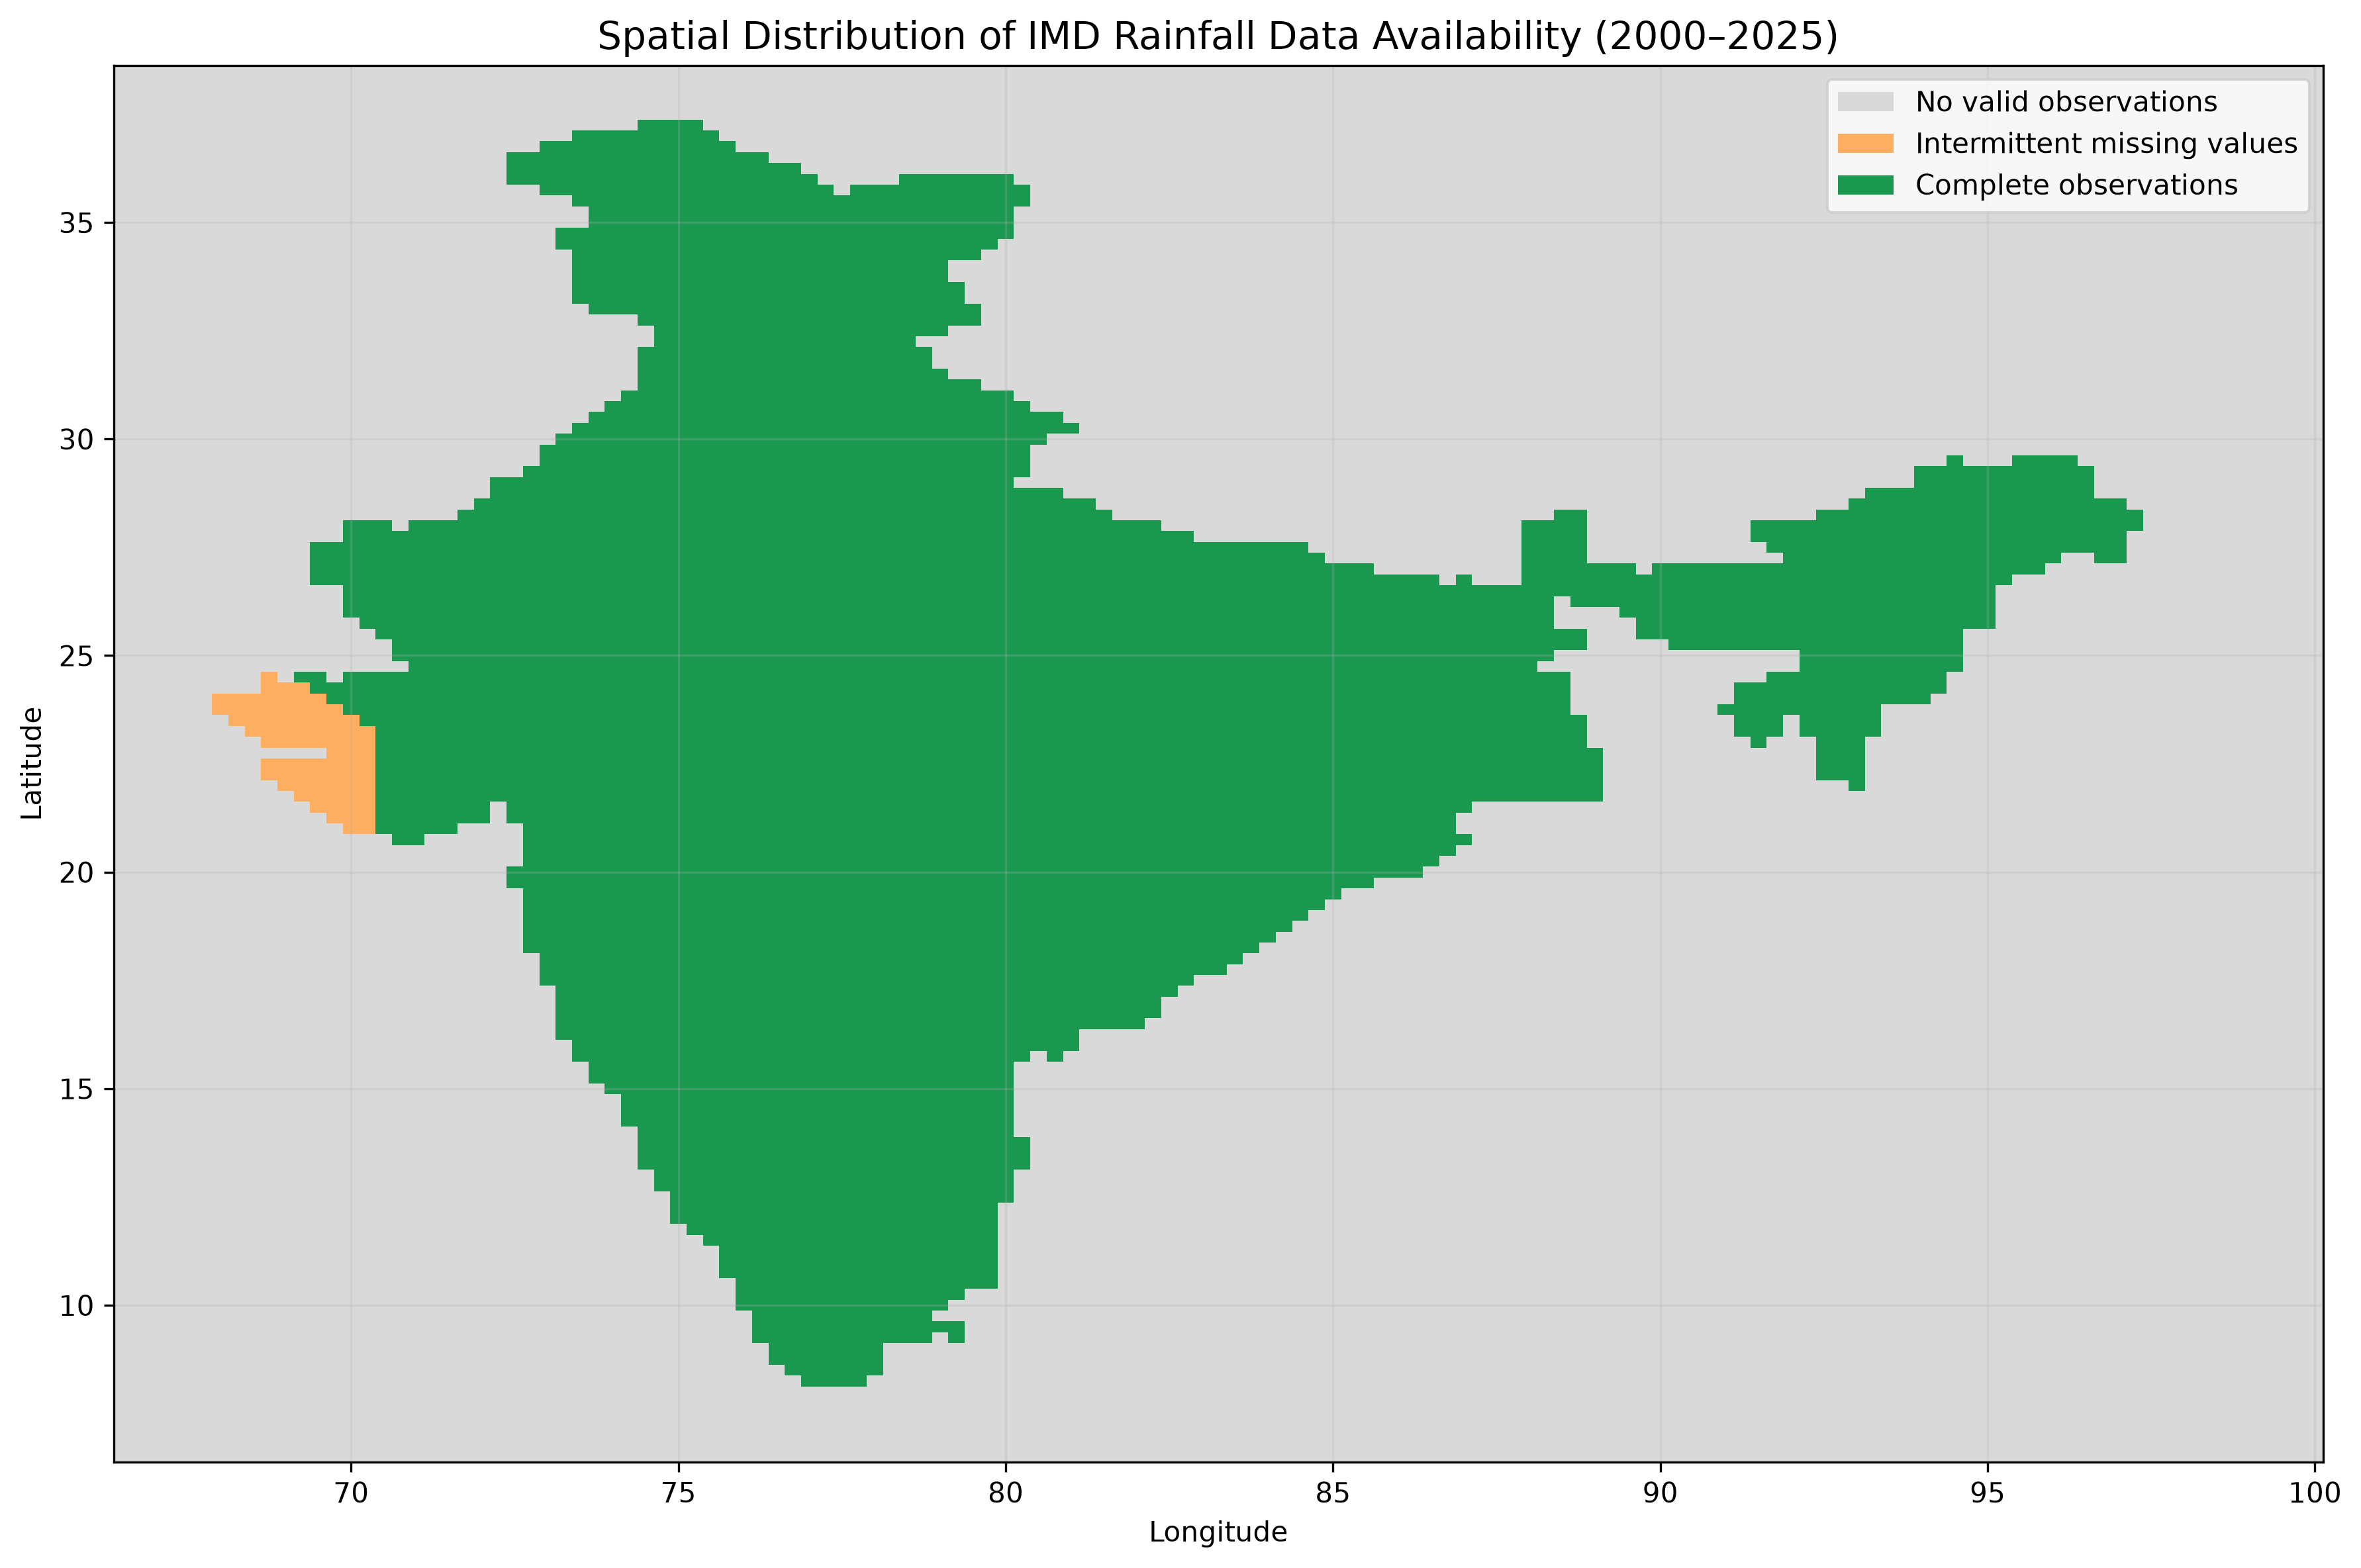 Spatial Distribution of IMD Rainfall Data Availability (2000–2025)
No valid observations
Intermittent missing values
Complete observations
35
30
25
20
15
10
Latitude
70 75 80 85 90 95 100
Longitude